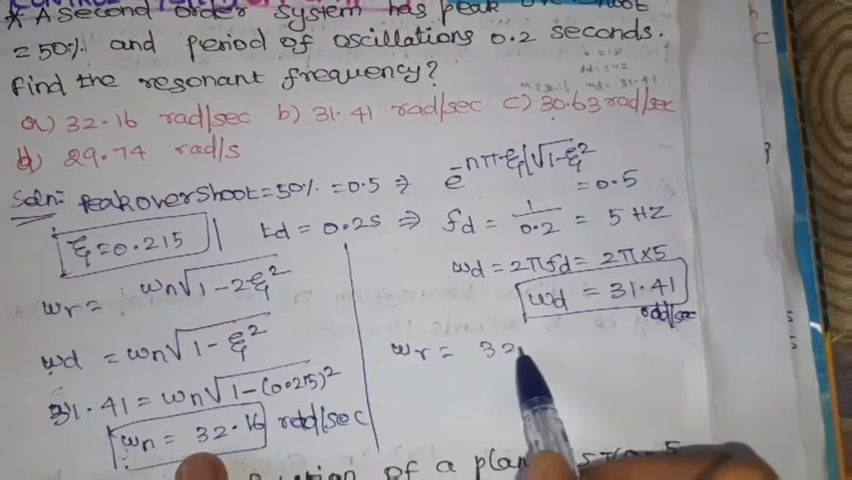 * A second order system has peak
= 50% and period of oscillations 0.2 seconds.
Find the resonant frequency?
a) 32.16 rad/sec b) 31.41 rad/sec c) 30.63 rad/sec
d) 29.74 rad/s
Soln:- Peak overshoot = 50% = 0.5 ⇒ e^-nπξ/√1-ξ² = 0.5
ξ = 0.215 td = 0.2s ⇒ fd = 1/0.2 = 5 HZ
ωd = 2πfd = 2π×5
ωd = 31.41
rad/sec
ωr = ωn√1-2ξ²
ωd = ωn√1-ξ²
31.41 = ωn√1-(0.215)²
ωn = 32.16 rad/sec
ωr = 32
of a plan